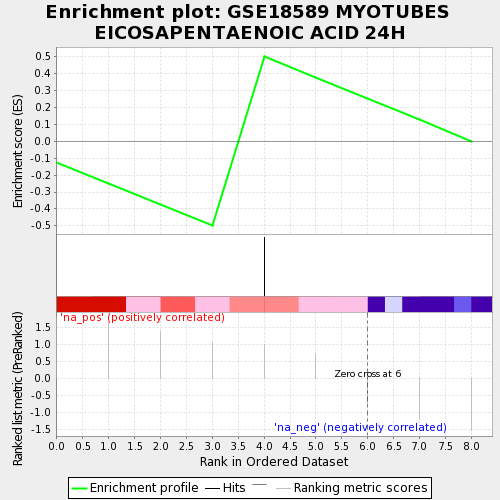 Enrichment plot: GSE18589 MYOTUBES
EICOSAPENTAENOIC ACID 24H
Enrichment score (ES)
0.5
0.4
0.3
0.2
0.1
0.0
-0.1
-0.2
-0.3
-0.4
-0.5
Ranked list metric (PreRanked)
1.5
1.0
0.5
0.0
-0.5
-1.0
-1.5
'na_pos' (positively correlated)
Zero cross at 6
'na_neg' (negatively correlated)
0.0 0.5 1.0 1.5 2.0 2.5 3.0 3.5 4.0 4.5 5.0 5.5 6.0 6.5 7.0 7.5 8.0
Rank in Ordered Dataset
Enrichment profile Hits Ranking metric scores